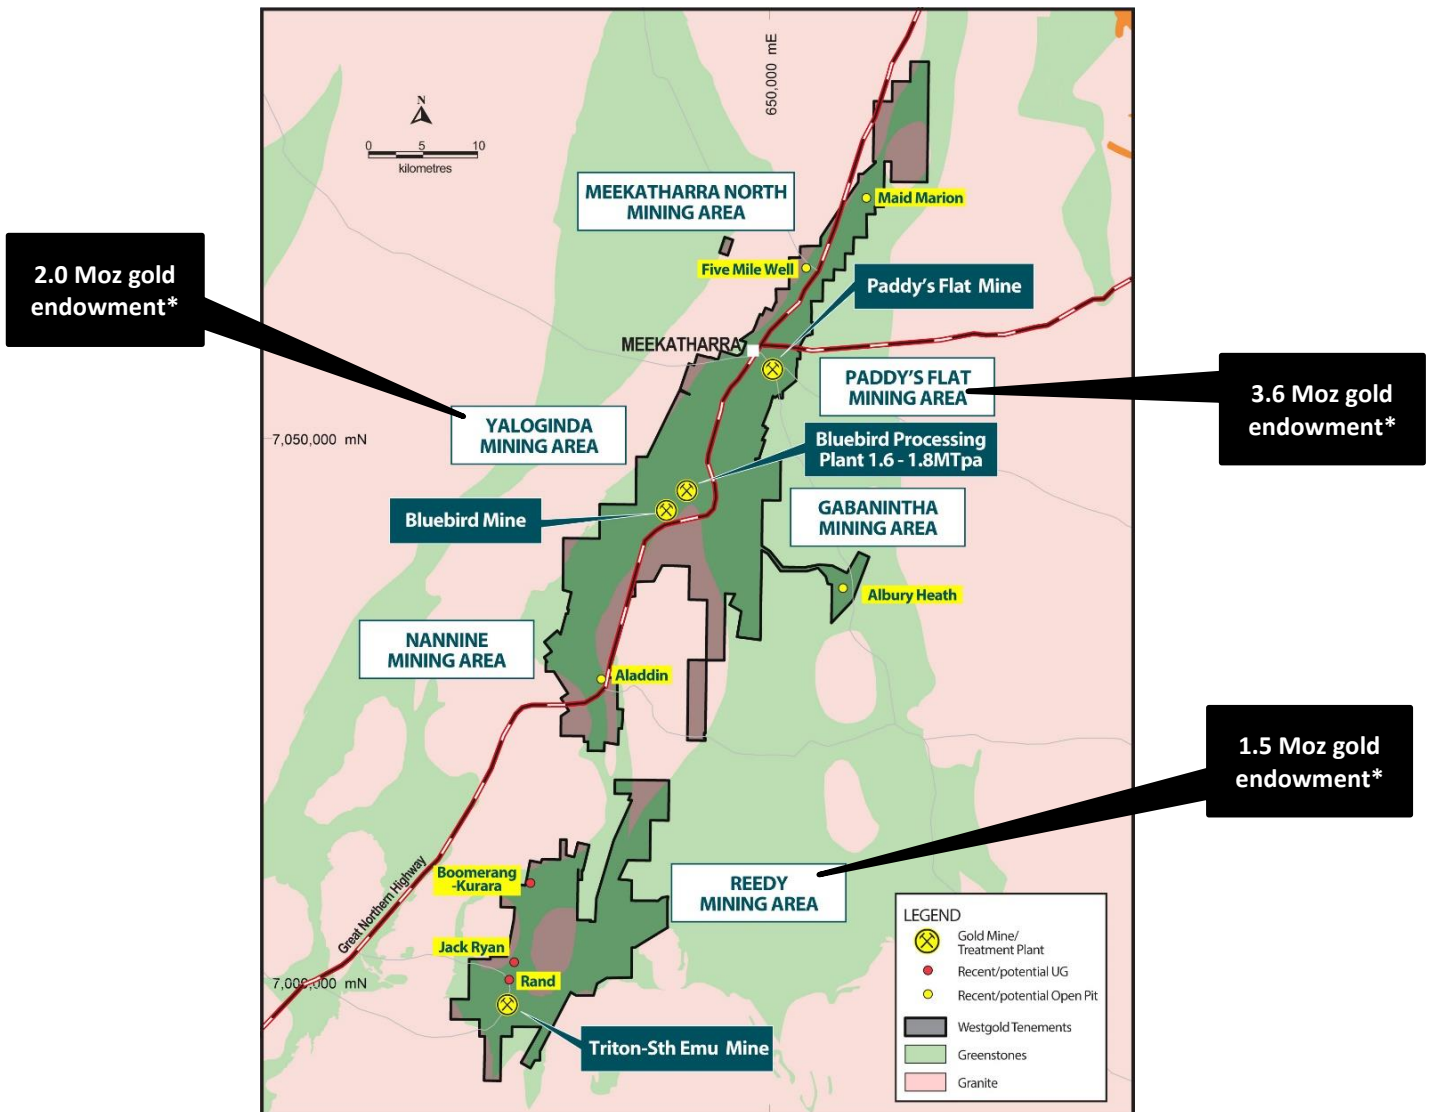 650,000 mE
N
0 5 10
kilometres
MEEKATHARRA NORTH
MINING AREA
Maid Marion
Five Mile Well
Paddy's Flat Mine
2.0 Moz gold
endowment*
MEEKATHARRA
PADDY'S FLAT
MINING AREA
3.6 Moz gold
endowment*
YALOGINDA
MINING AREA
7,050,000 mN
Bluebird Processing
Plant 1.6 - 1.8MTpa
Bluebird Mine
GABANINTHA
MINING AREA
Albury Heath
NANNINE
MINING AREA
Aladdin
1.5 Moz gold
endowment*
Great Northern Highway
Boomerang
-Kurara
REEDY
MINING AREA
Jack Ryan
Rand
7,000,000 mN
Triton-Sth Emu Mine
LEGEND
Gold Mine/
Treatment Plant
Recent/potential UG
Recent/potential Open Pit
Westgold Tenements
Greenstones
Granite